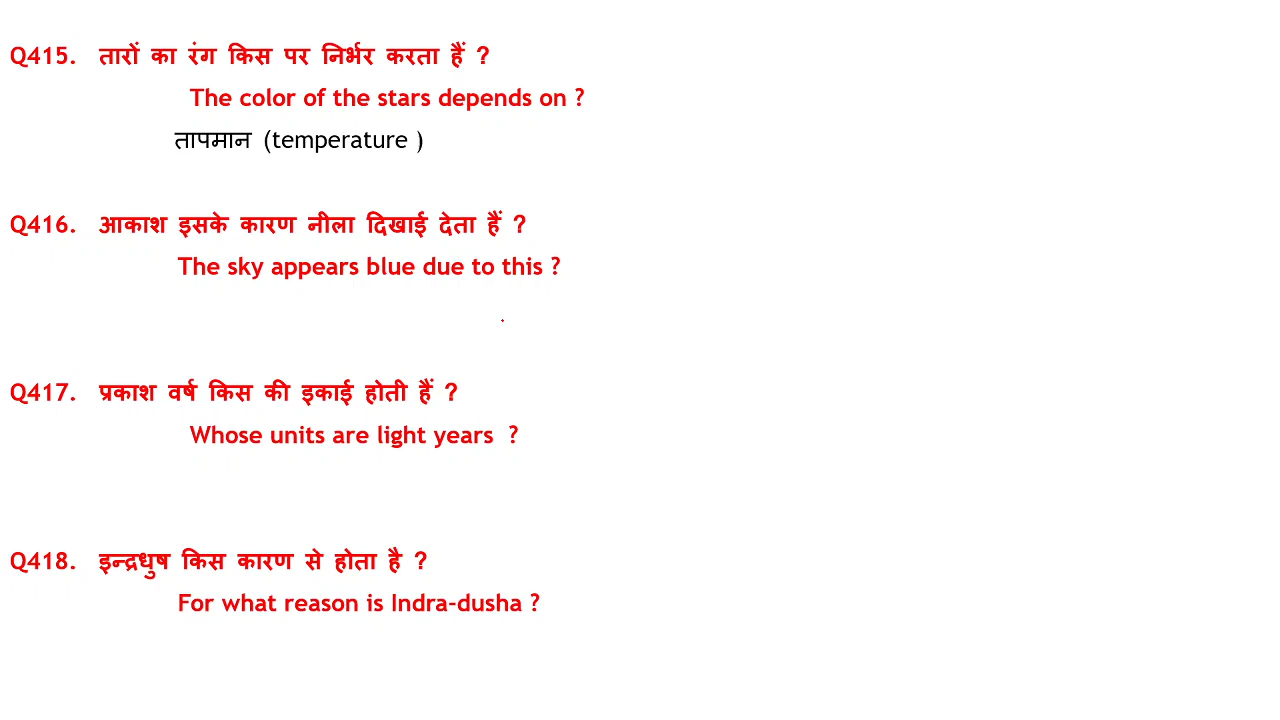 Q415. तारों का रंग किस पर निर्भर करता हैं ?
The color of the stars depends on ?
तापमान (temperature )
Q416. आकाश इसके कारण नीला दिखाई देता हैं ?
The sky appears blue due to this ?
Q417. प्रकाश वर्ष किस की इकाई होती हैं ?
Whose units are light years ?
Q418. इन्द्रधुष किस कारण से होता है ?
For what reason is Indra-dusha ?